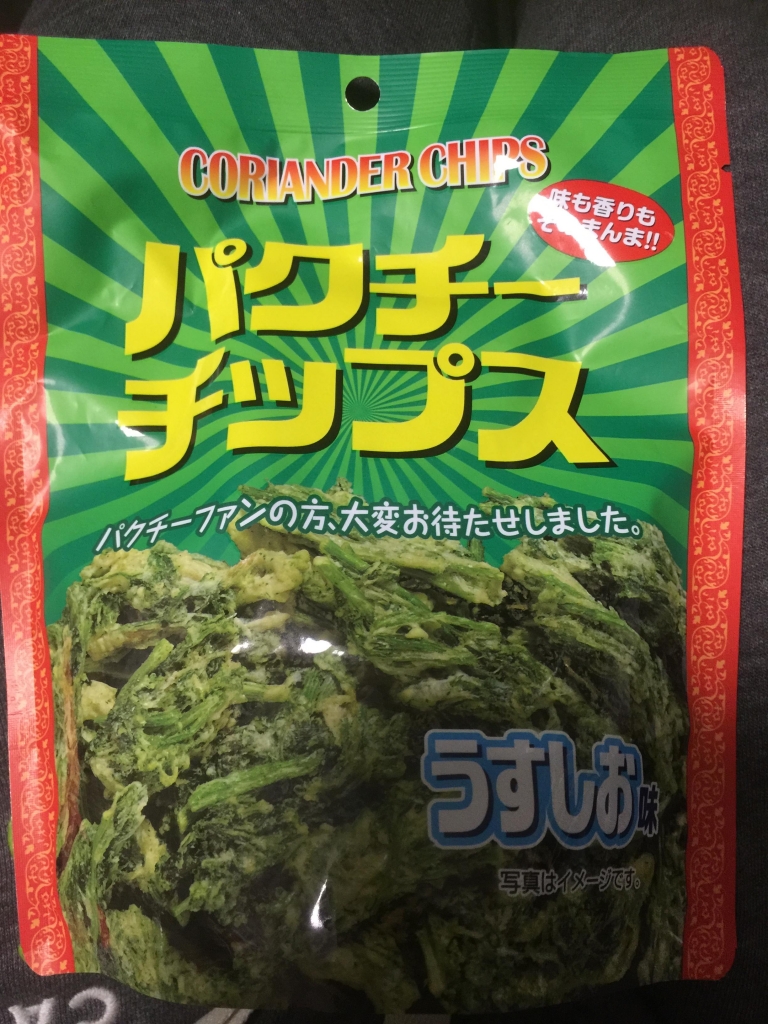 CORIANDER CHIPS
味も香りも
そのまんま!!
パクチー
チップス
パクチーファンの方、大変お待たせしました。
うすしお味
写真はイメージです。
CA